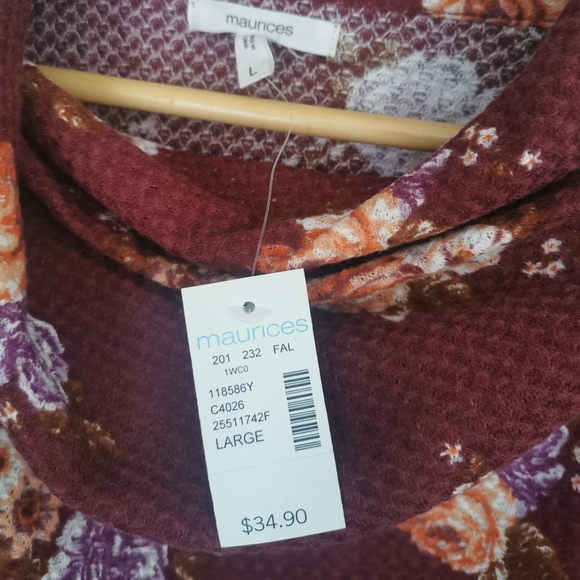 maurices
L
maurices
201 232 FAL
1WC0
118586Y
C4026
25511742F
LARGE
$34.90